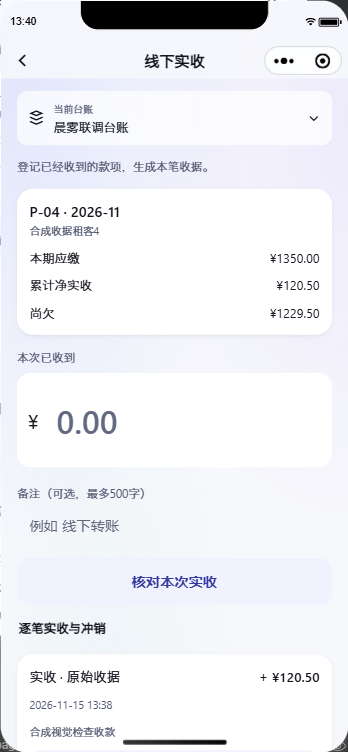 13:40
线下实收
当前台账
晨雾联调台账
登记已经收到的款项，生成本笔收据。
P-04 · 2026-11
合成收据租客4
本期应缴 ¥1350.00
累计净实收 ¥120.50
尚欠 ¥1229.50
本次已收到
¥ 0.00
备注（可选，最多500字）
例如 线下转账
核对本次实收
逐笔实收与冲销
实收 · 原始收据 + ¥120.50
2026-11-15 13:38
合成视觉检查收款